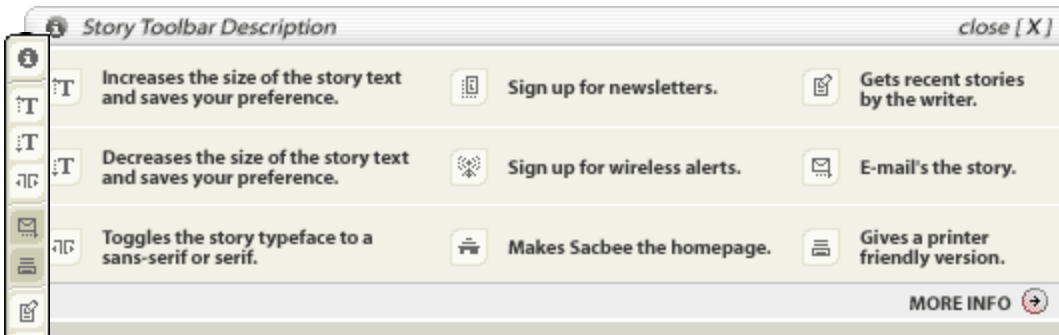 Story Toolbar Description
close [ X ]
Increases the size of the story text
and saves your preference.
Sign up for newsletters.
Gets recent stories
by the writer.
Decreases the size of the story text
and saves your preference.
Sign up for wireless alerts.
E-mail's the story.
Toggles the story typeface to a
sans-serif or serif.
Makes Sacbee the homepage.
Gives a printer
friendly version.
MORE INFO